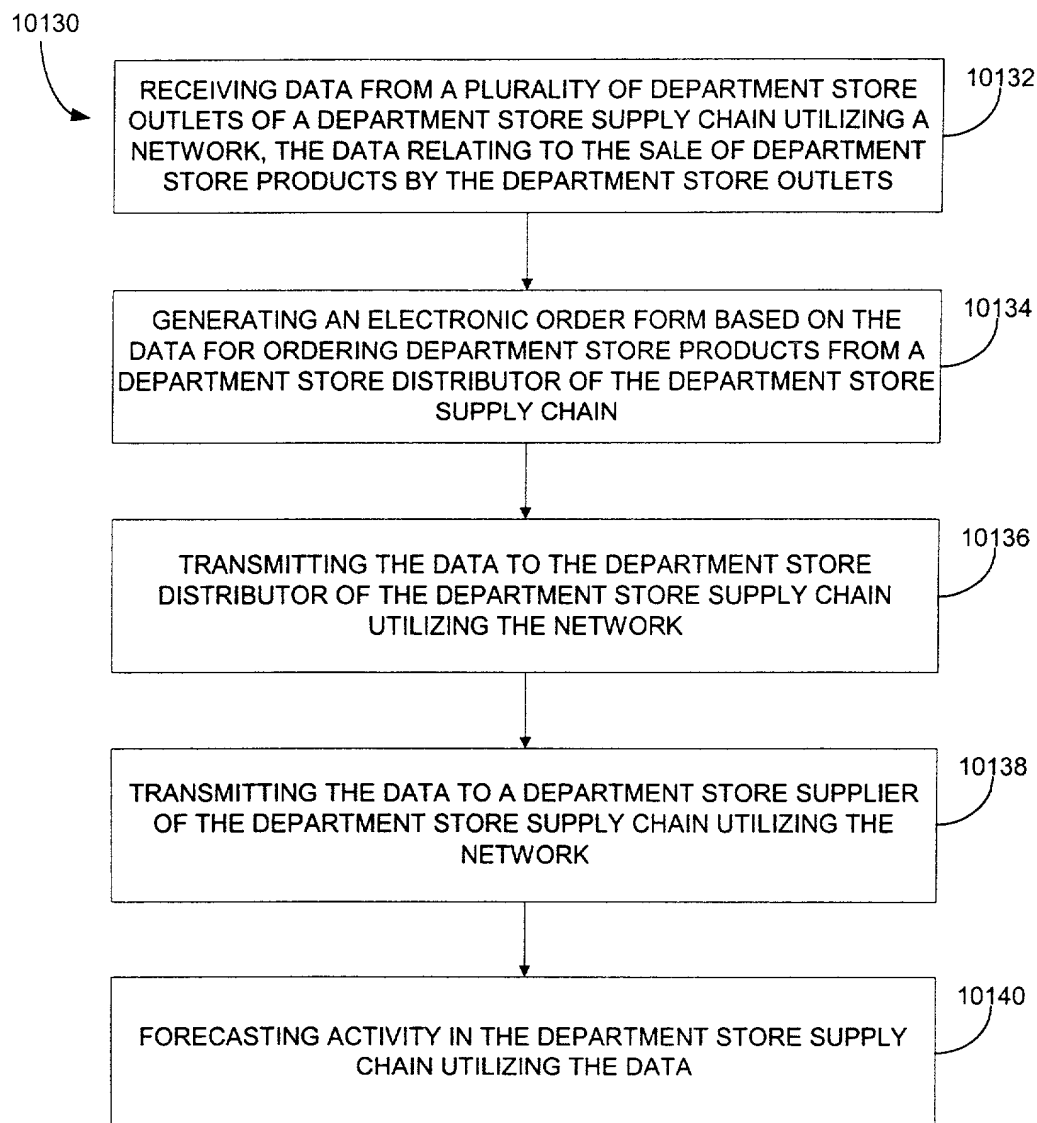 10130
10132
RECEIVING DATA FROM A PLURALITY OF DEPARTMENT STORE
OUTLETS OF A DEPARTMENT STORE SUPPLY CHAIN UTILIZING A
NETWORK, THE DATA RELATING TO THE SALE OF DEPARTMENT
STORE PRODUCTS BY THE DEPARTMENT STORE OUTLETS
10134
GENERATING AN ELECTRONIC ORDER FORM BASED ON THE
DATA FOR ORDERING DEPARTMENT STORE PRODUCTS FROM A
DEPARTMENT STORE DISTRIBUTOR OF THE DEPARTMENT STORE
SUPPLY CHAIN
10136
TRANSMITTING THE DATA TO THE DEPARTMENT STORE
DISTRIBUTOR OF THE DEPARTMENT STORE SUPPLY CHAIN
UTILIZING THE NETWORK
10138
TRANSMITTING THE DATA TO A DEPARTMENT STORE SUPPLIER
OF THE DEPARTMENT STORE SUPPLY CHAIN UTILIZING THE
NETWORK
10140
FORECASTING ACTIVITY IN THE DEPARTMENT STORE SUPPLY
CHAIN UTILIZING THE DATA